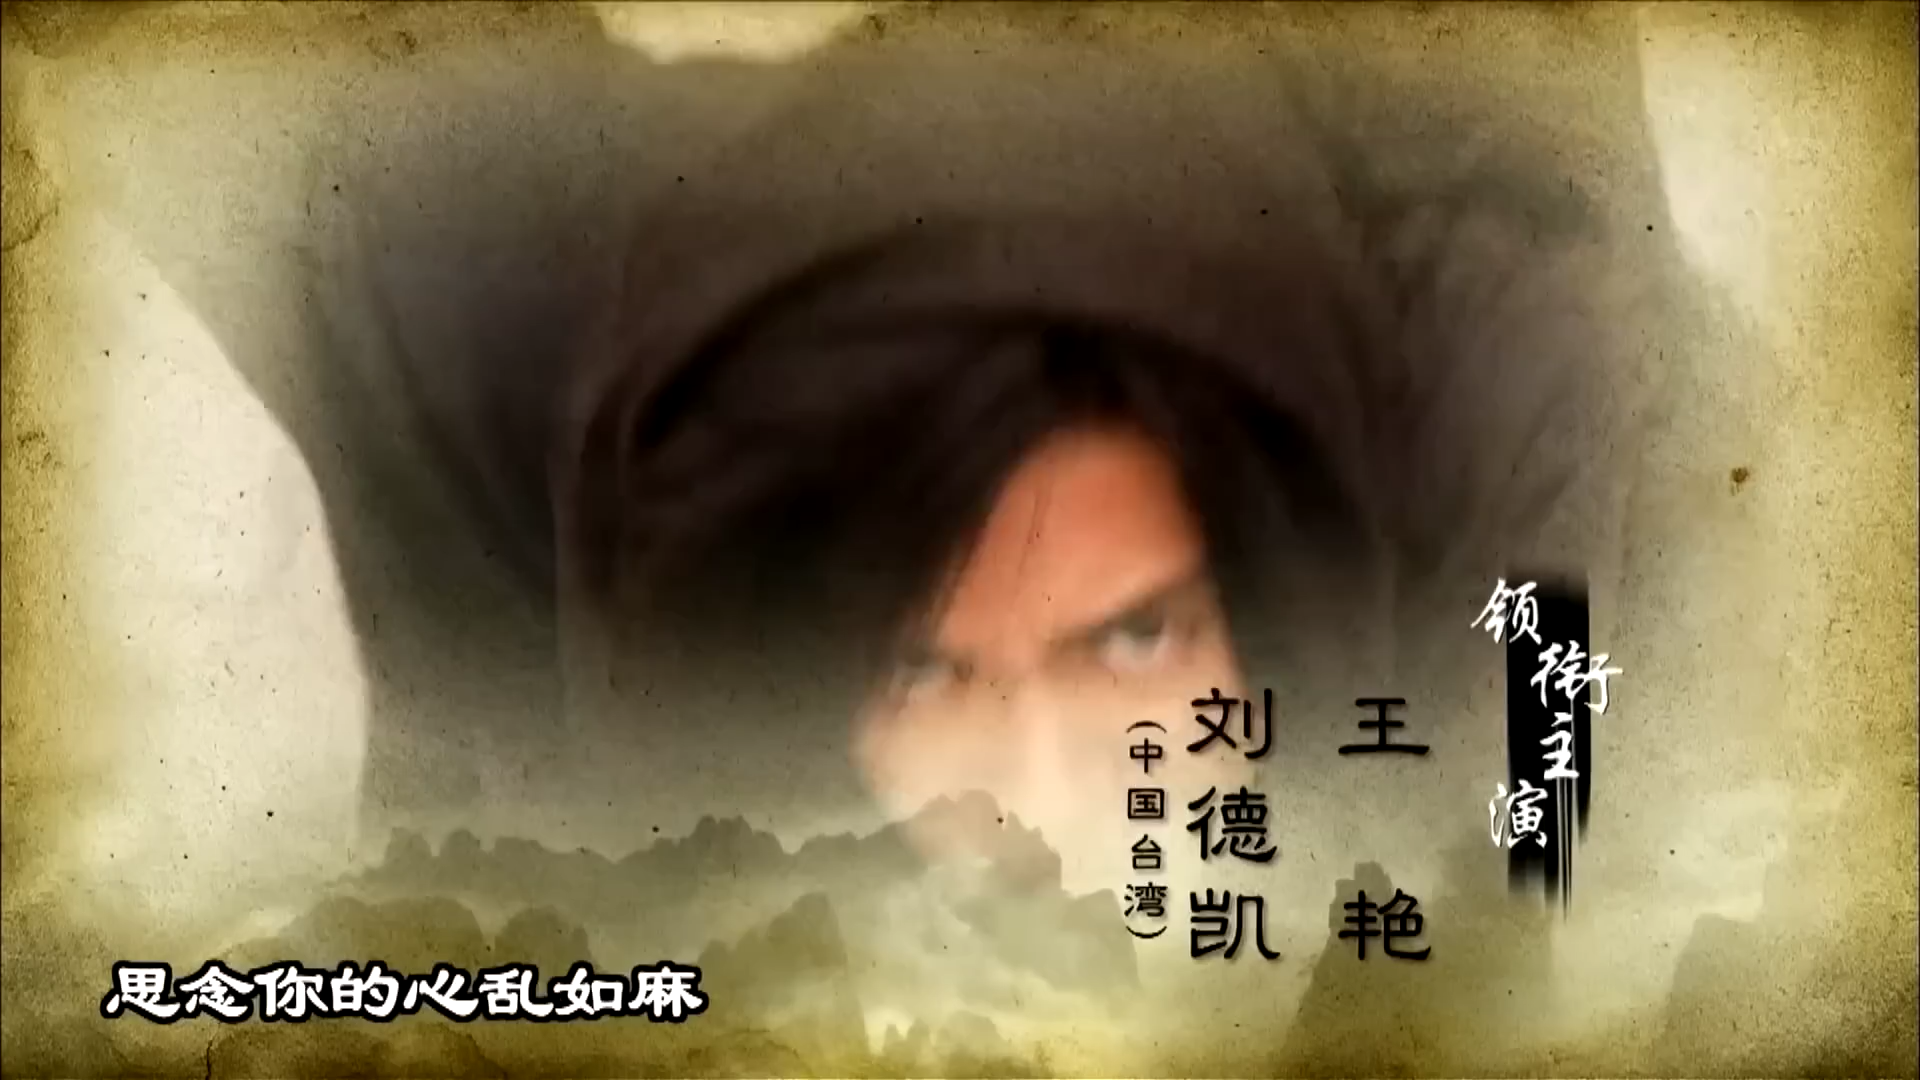 领衔主演
王艳
刘德凯
（中国台湾）
思念你的心乱如麻